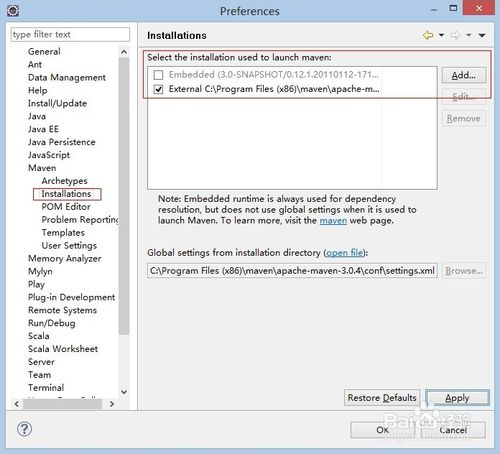 Preferences
type filter text
General
Ant
Data Management
Help
Install/Update
Java
Java EE
Java Persistence
JavaScript
Maven
Archetypes
Installations
POM Editor
Problem Reporting
Templates
User Settings
Memory Analyzer
Mylyn
Play
Plug-in Development
Remote Systems
Run/Debug
Scala
Scala Worksheet
Server
Team
Terminal
Installations
Select the installation used to launch maven:
Embedded (3.0-SNAPSHOT/0.12.1.20110112-171...
External C:\Program Files (x86)\maven\apache-m...
Add...
Edit...
Remove
Note: Embedded runtime is always used for dependency
resolution, but does not use global settings when it is used to
launch Maven. To learn more, visit the maven web page.
Global settings from installation directory (open file):
C:\Program Files (x86)\maven\apache-maven-3.0.4\conf\settings.xml
Browse...
Restore Defaults
Apply
OK
Cancel